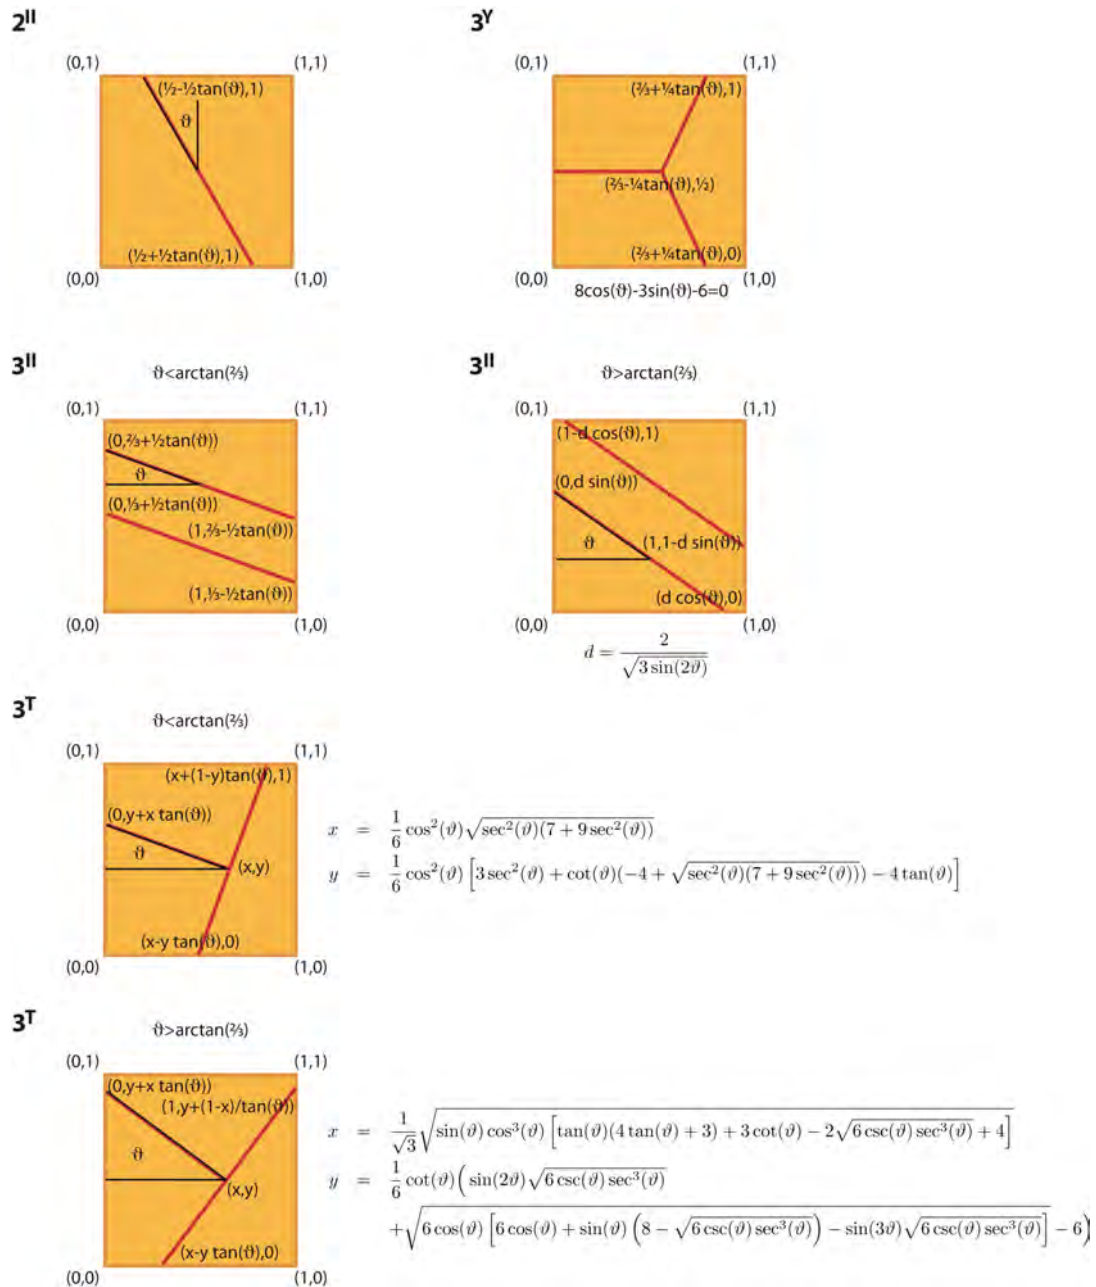 2^II
(0,1) (1,1)
(½-½tan(ϑ),1)
ϑ
(½+½tan(ϑ),1)
(0,0) (1,0)
3^Y
(0,1) (1,1)
(⅔+¼tan(ϑ),1)
(⅔-¼tan(ϑ),½)
(⅔+¼tan(ϑ),0)
(0,0) (1,0)
8cos(ϑ)-3sin(ϑ)-6=0
3^II
ϑ<arctan(⅔)
(0,1) (1,1)
(0,⅔+½tan(ϑ))
ϑ
(0,⅓+½tan(ϑ))
(1,⅔-½tan(ϑ))
(1,⅓-½tan(ϑ))
(0,0) (1,0)
3^II
ϑ>arctan(⅔)
(0,1) (1,1)
(1-d cos(ϑ),1)
(0,d sin(ϑ))
ϑ (1,1-d sin(ϑ))
(d cos(ϑ),0)
(0,0) (1,0)
d = 2 / √(3 sin(2ϑ))
3^T
ϑ<arctan(⅔)
(0,1) (1,1)
(x+(1-y)tan(ϑ),1)
(0,y+x tan(ϑ))
ϑ
(x,y)
(x-y tan(ϑ),0)
(0,0) (1,0)
x = 1/6 cos²(ϑ)√(sec²(ϑ)(7 + 9 sec²(ϑ)))
y = 1/6 cos²(ϑ) [3 sec²(ϑ) + cot(ϑ)(-4 + √(sec²(ϑ)(7 + 9 sec²(ϑ)))) - 4 tan(ϑ)]
3^T
ϑ>arctan(⅔)
(0,1) (1,1)
(0,y+x tan(ϑ))
(1,y+(1-x)/tan(ϑ))
ϑ
(x,y)
(x-y tan(ϑ),0)
(0,0) (1,0)
x = 1/√3 √(sin(ϑ) cos³(ϑ) [tan(ϑ)(4 tan(ϑ) + 3) + 3 cot(ϑ) - 2√(6 csc(ϑ) sec³(ϑ)) + 4])
y = 1/6 cot(ϑ)( sin(2ϑ)√(6 csc(ϑ) sec³(ϑ))
+√(6 cos(ϑ) [6 cos(ϑ) + sin(ϑ) (8 - √(6 csc(ϑ) sec³(ϑ))) - sin(3ϑ)√(6 csc(ϑ) sec³(ϑ))]) - 6)